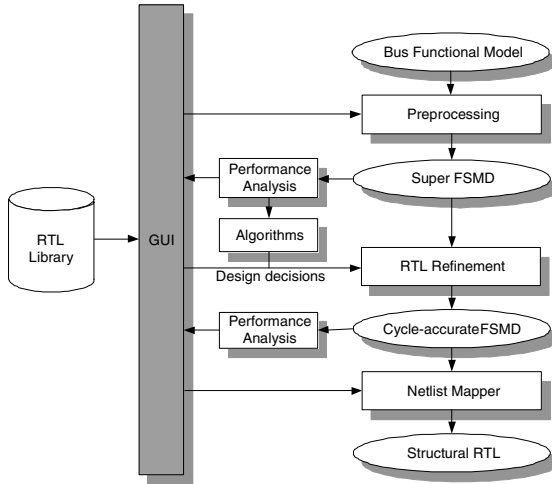 Bus Functional Model
Preprocessing
Performance
Analysis
Super FSMD
RTL
Library
GUI
Algorithms
Design decisions
RTL Refinement
Performance
Analysis
Cycle-accurateFSMD
Netlist Mapper
Structural RTL